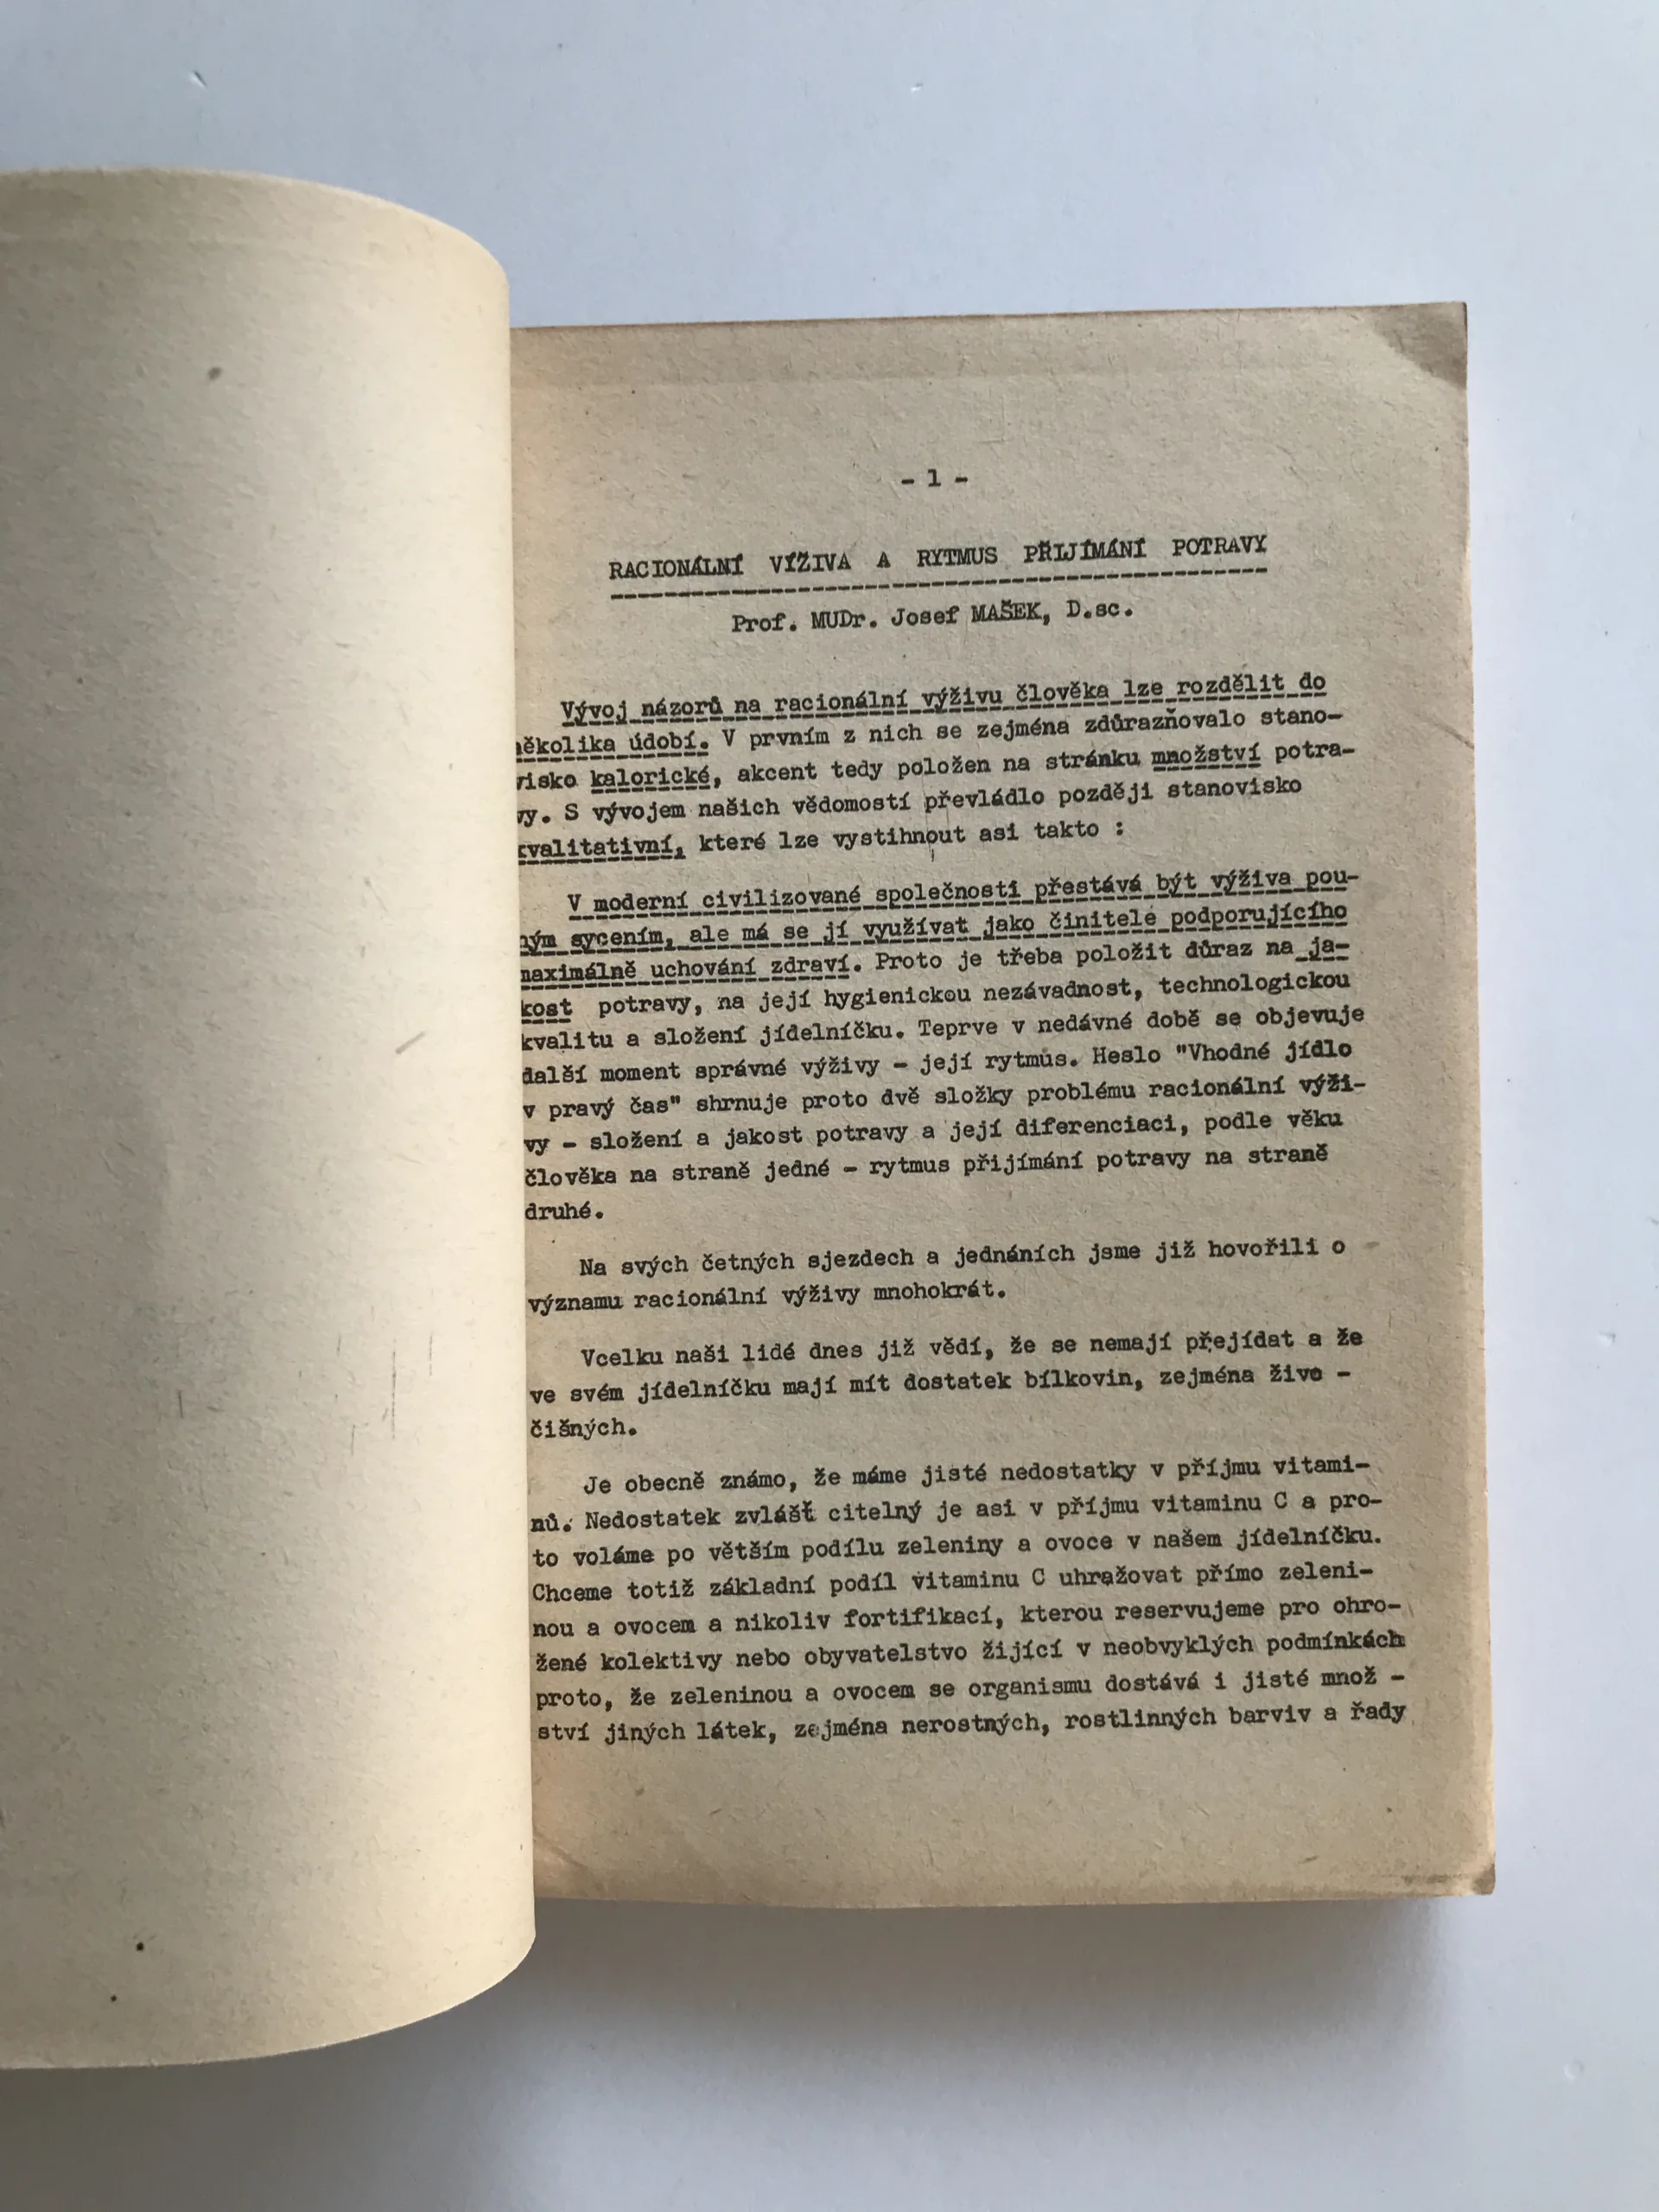 - 1 -
RACIONÁLNÍ VÍŽIVA A RYTMUS PŘIJÍMÁNÍ POTRAVY
Prof. MUDr. Josef MAŠEK, D.sc.
Vývoj názorů na racionální výživu člověka lze rozdělit do
několika údobí. V prvním z nich se zejména zdůrazňovalo stano-
visko kalorické, akcent tedy položen na stránku množství potra-
vy. S vývojem našich vědomostí převládlo později stanovisko
kvalitativní, které lze vystihnout asi takto :
V moderní civilizované společnosti přestává být výživa pou-
hým sycením, ale má se jí využívat jako činitele podporujícího
maximálně uchování zdraví. Proto je třeba položit důraz na ja-
kost potravy, na její hygienickou nezávadnost, technologickou
kvalitu a složení jídelníčku. Teprve v nedávné době se objevuje
další moment správné výživy - její rytmus. Heslo "Vhodné jídlo
v pravý čas" shrnuje proto dvě složky problému racionální výži-
vy - složení a jakost potravy a její diferenciaci, podle věku
člověka na straně jedné - rytmus přijímání potravy na straně
druhé.
Na svých četných sjezdech a jednáních jsme již hovořili o
významu racionální výživy mnohokrát.
Vcelku naši lidé dnes již vědí, že se nemají přejídat a že
ve svém jídelníčku mají mít dostatek bílkovin, zejména živo -
čišných.
Je obecně známo, že máme jisté nedostatky v příjmu vitami-
nů. Nedostatek zvlášť citelný je asi v příjmu vitaminu C a pro-
to voláme po větším podílu zeleniny a ovoce v našem jídelníčku.
Chceme totiž základní podíl vitaminu C uhražovat přímo zeleni-
nou a ovocem a nikoliv fortifikací, kterou reservujeme pro ohro-
žené kolektivy nebo obyvatelstvo žijící v neobvyklých podmínkách
proto, že zeleninou a ovocem se organismu dostává i jisté množ -
ství jiných látek, zejména nerostných, rostlinných barviv a řady